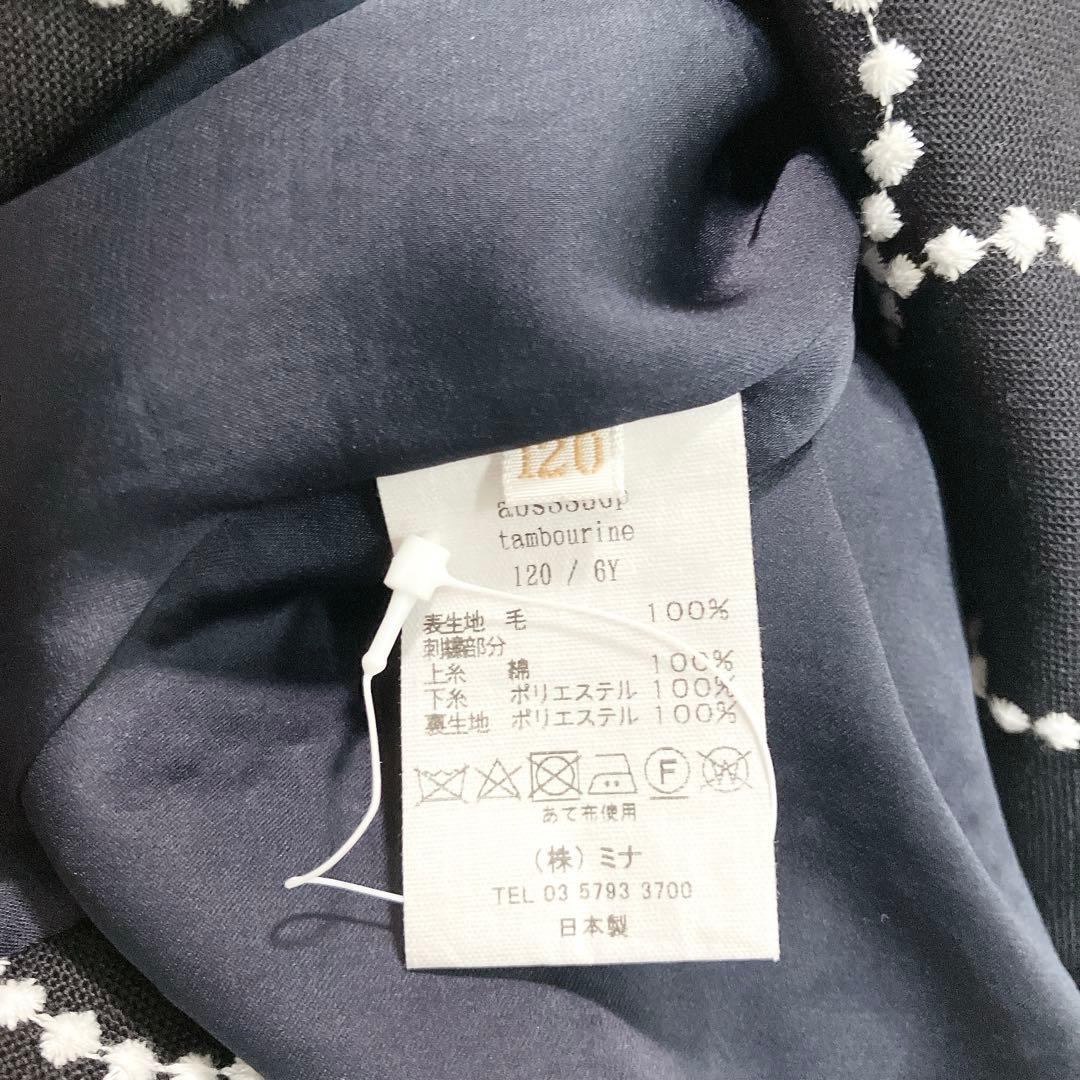 120
tambourine
120 / 6Y
表生地 毛 100%
刺繍部分
上糸 綿 100%
下糸 ポリエステル 100%
裏生地 ポリエステル 100%
F W
あて布使用
(株)ミナ
TEL 03 5793 3700
日本製